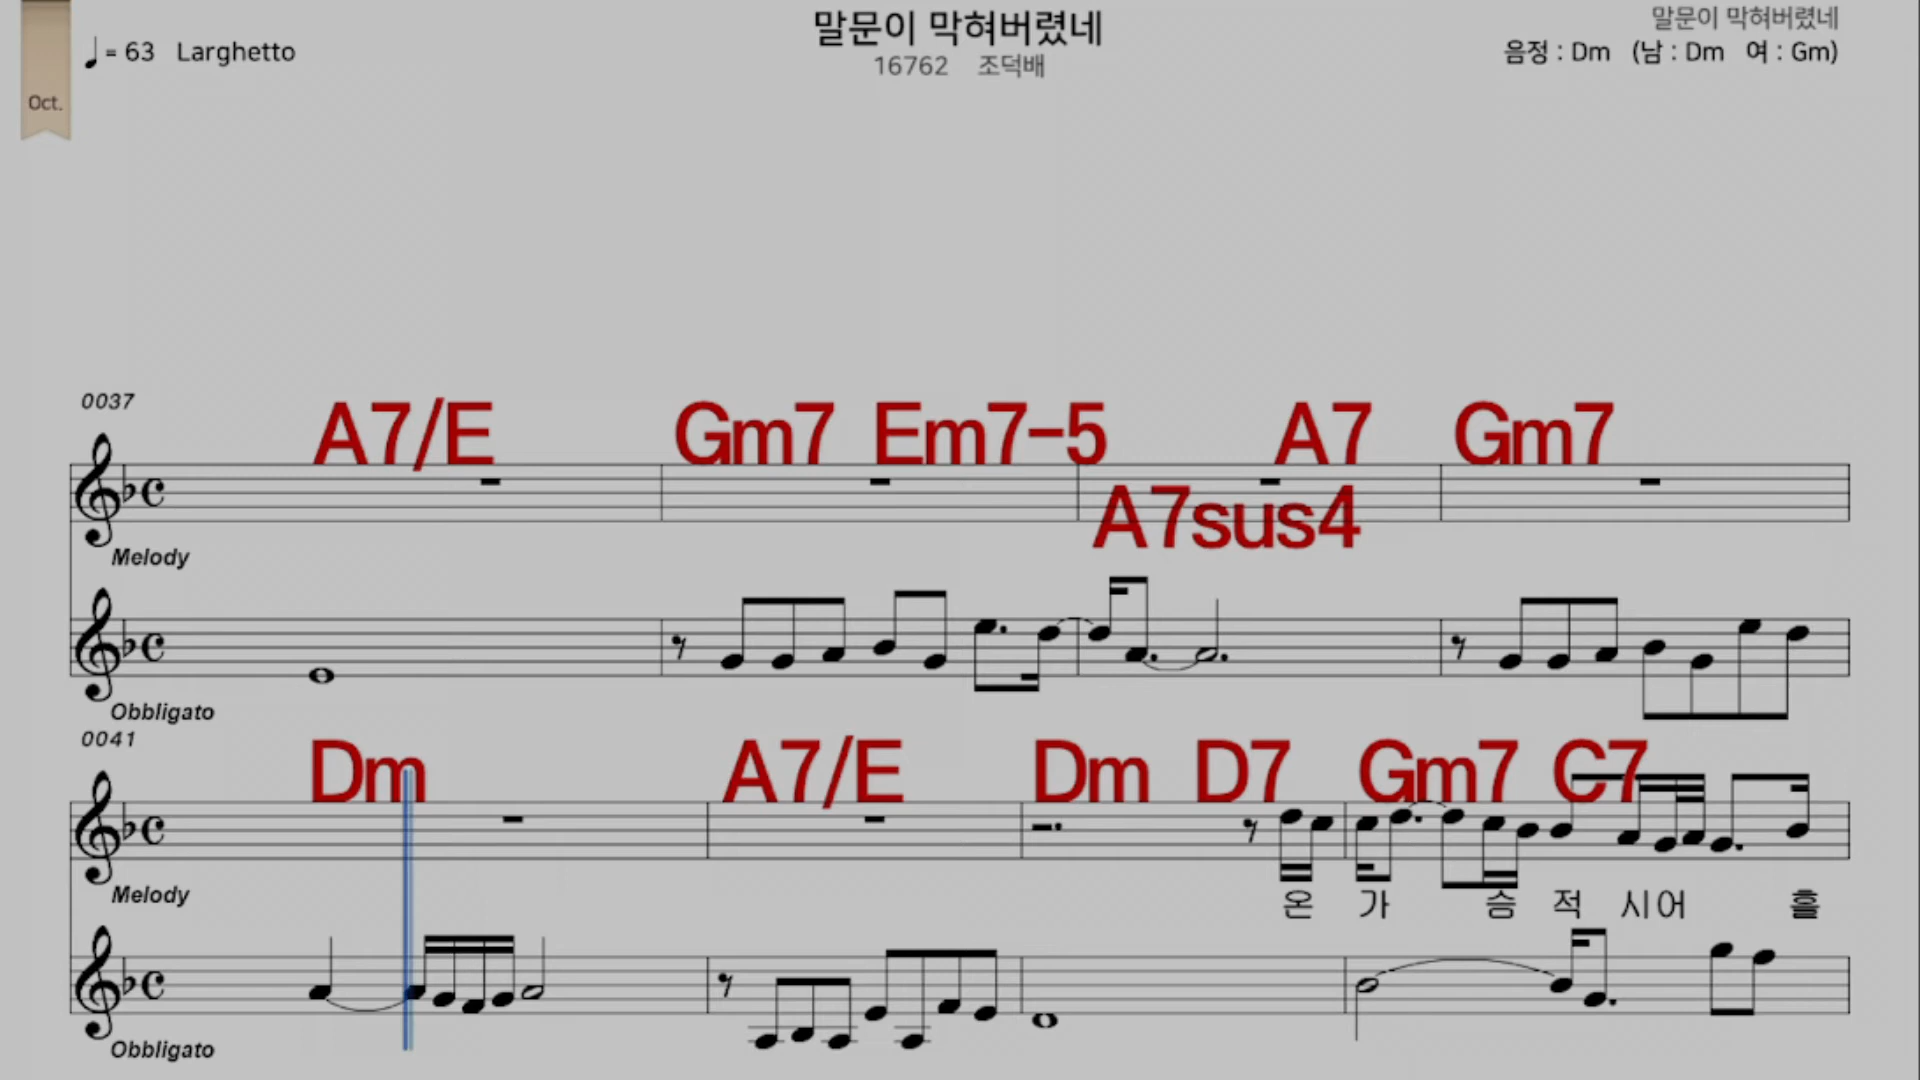 말문이 막혀버렸네
말문이 막혀버렸네
= 63 Larghetto
16762 조덕배
음정 : Dm (남 : Dm 여 : Gm)
Oct.
0037
A7/E Gm7 Em7-5 A7 Gm7
A7sus4
Melody
Obbligato
0041
Dm A7/E Dm D7 Gm7 C7
Melody
온 가 슴 적 시어 흘
Obbligato